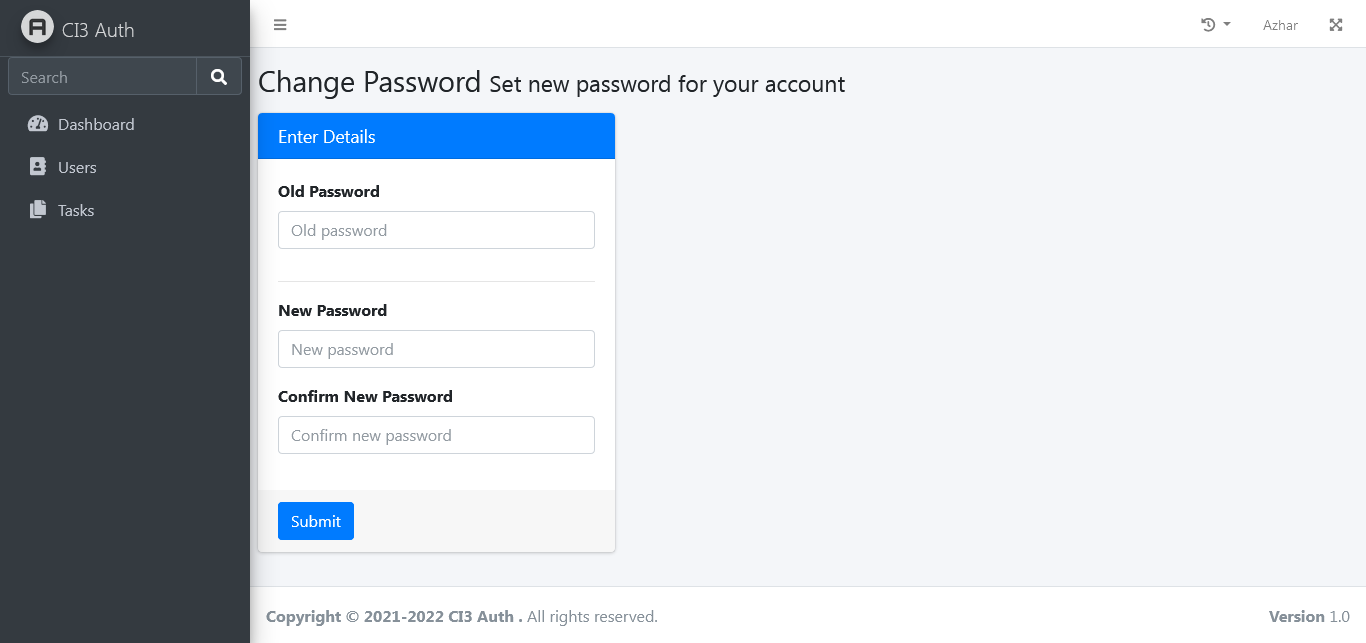 CI3 Auth
Azhar
Search
Dashboard
Users
Tasks
Change Password Set new password for your account
Enter Details
Old Password
Old password
New Password
New password
Confirm New Password
Confirm new password
Submit
Copyright © 2021-2022 CI3 Auth . All rights reserved.
Version 1.0